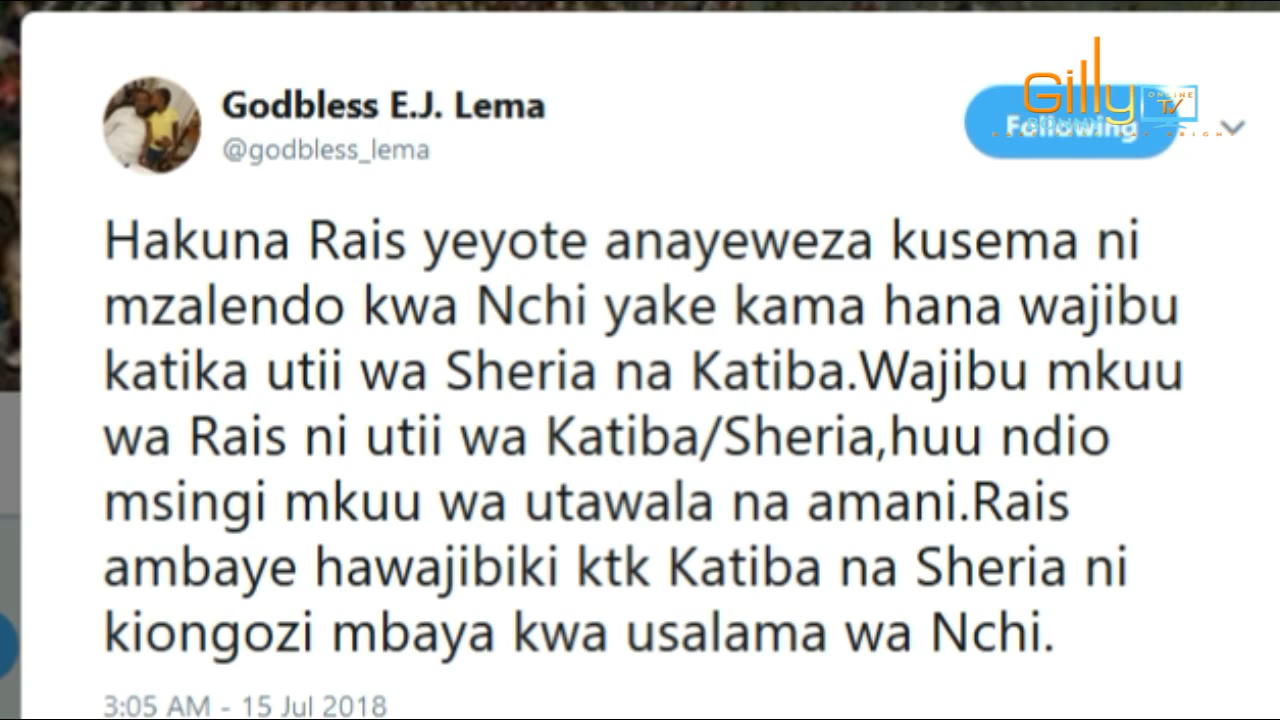 Godbless E.J. Lema
@godbless_lema
Following
Gilly
ONLINE
TV
Hakuna Rais yeyote anayeweza kusema ni
mzalendo kwa Nchi yake kama hana wajibu
katika utii wa Sheria na Katiba.Wajibu mkuu
wa Rais ni utii wa Katiba/Sheria,huu ndio
msingi mkuu wa utawala na amani.Rais
ambaye hawajibiki ktk Katiba na Sheria ni
kiongozi mbaya kwa usalama wa Nchi.
3:05 AM - 15 Jul 2018